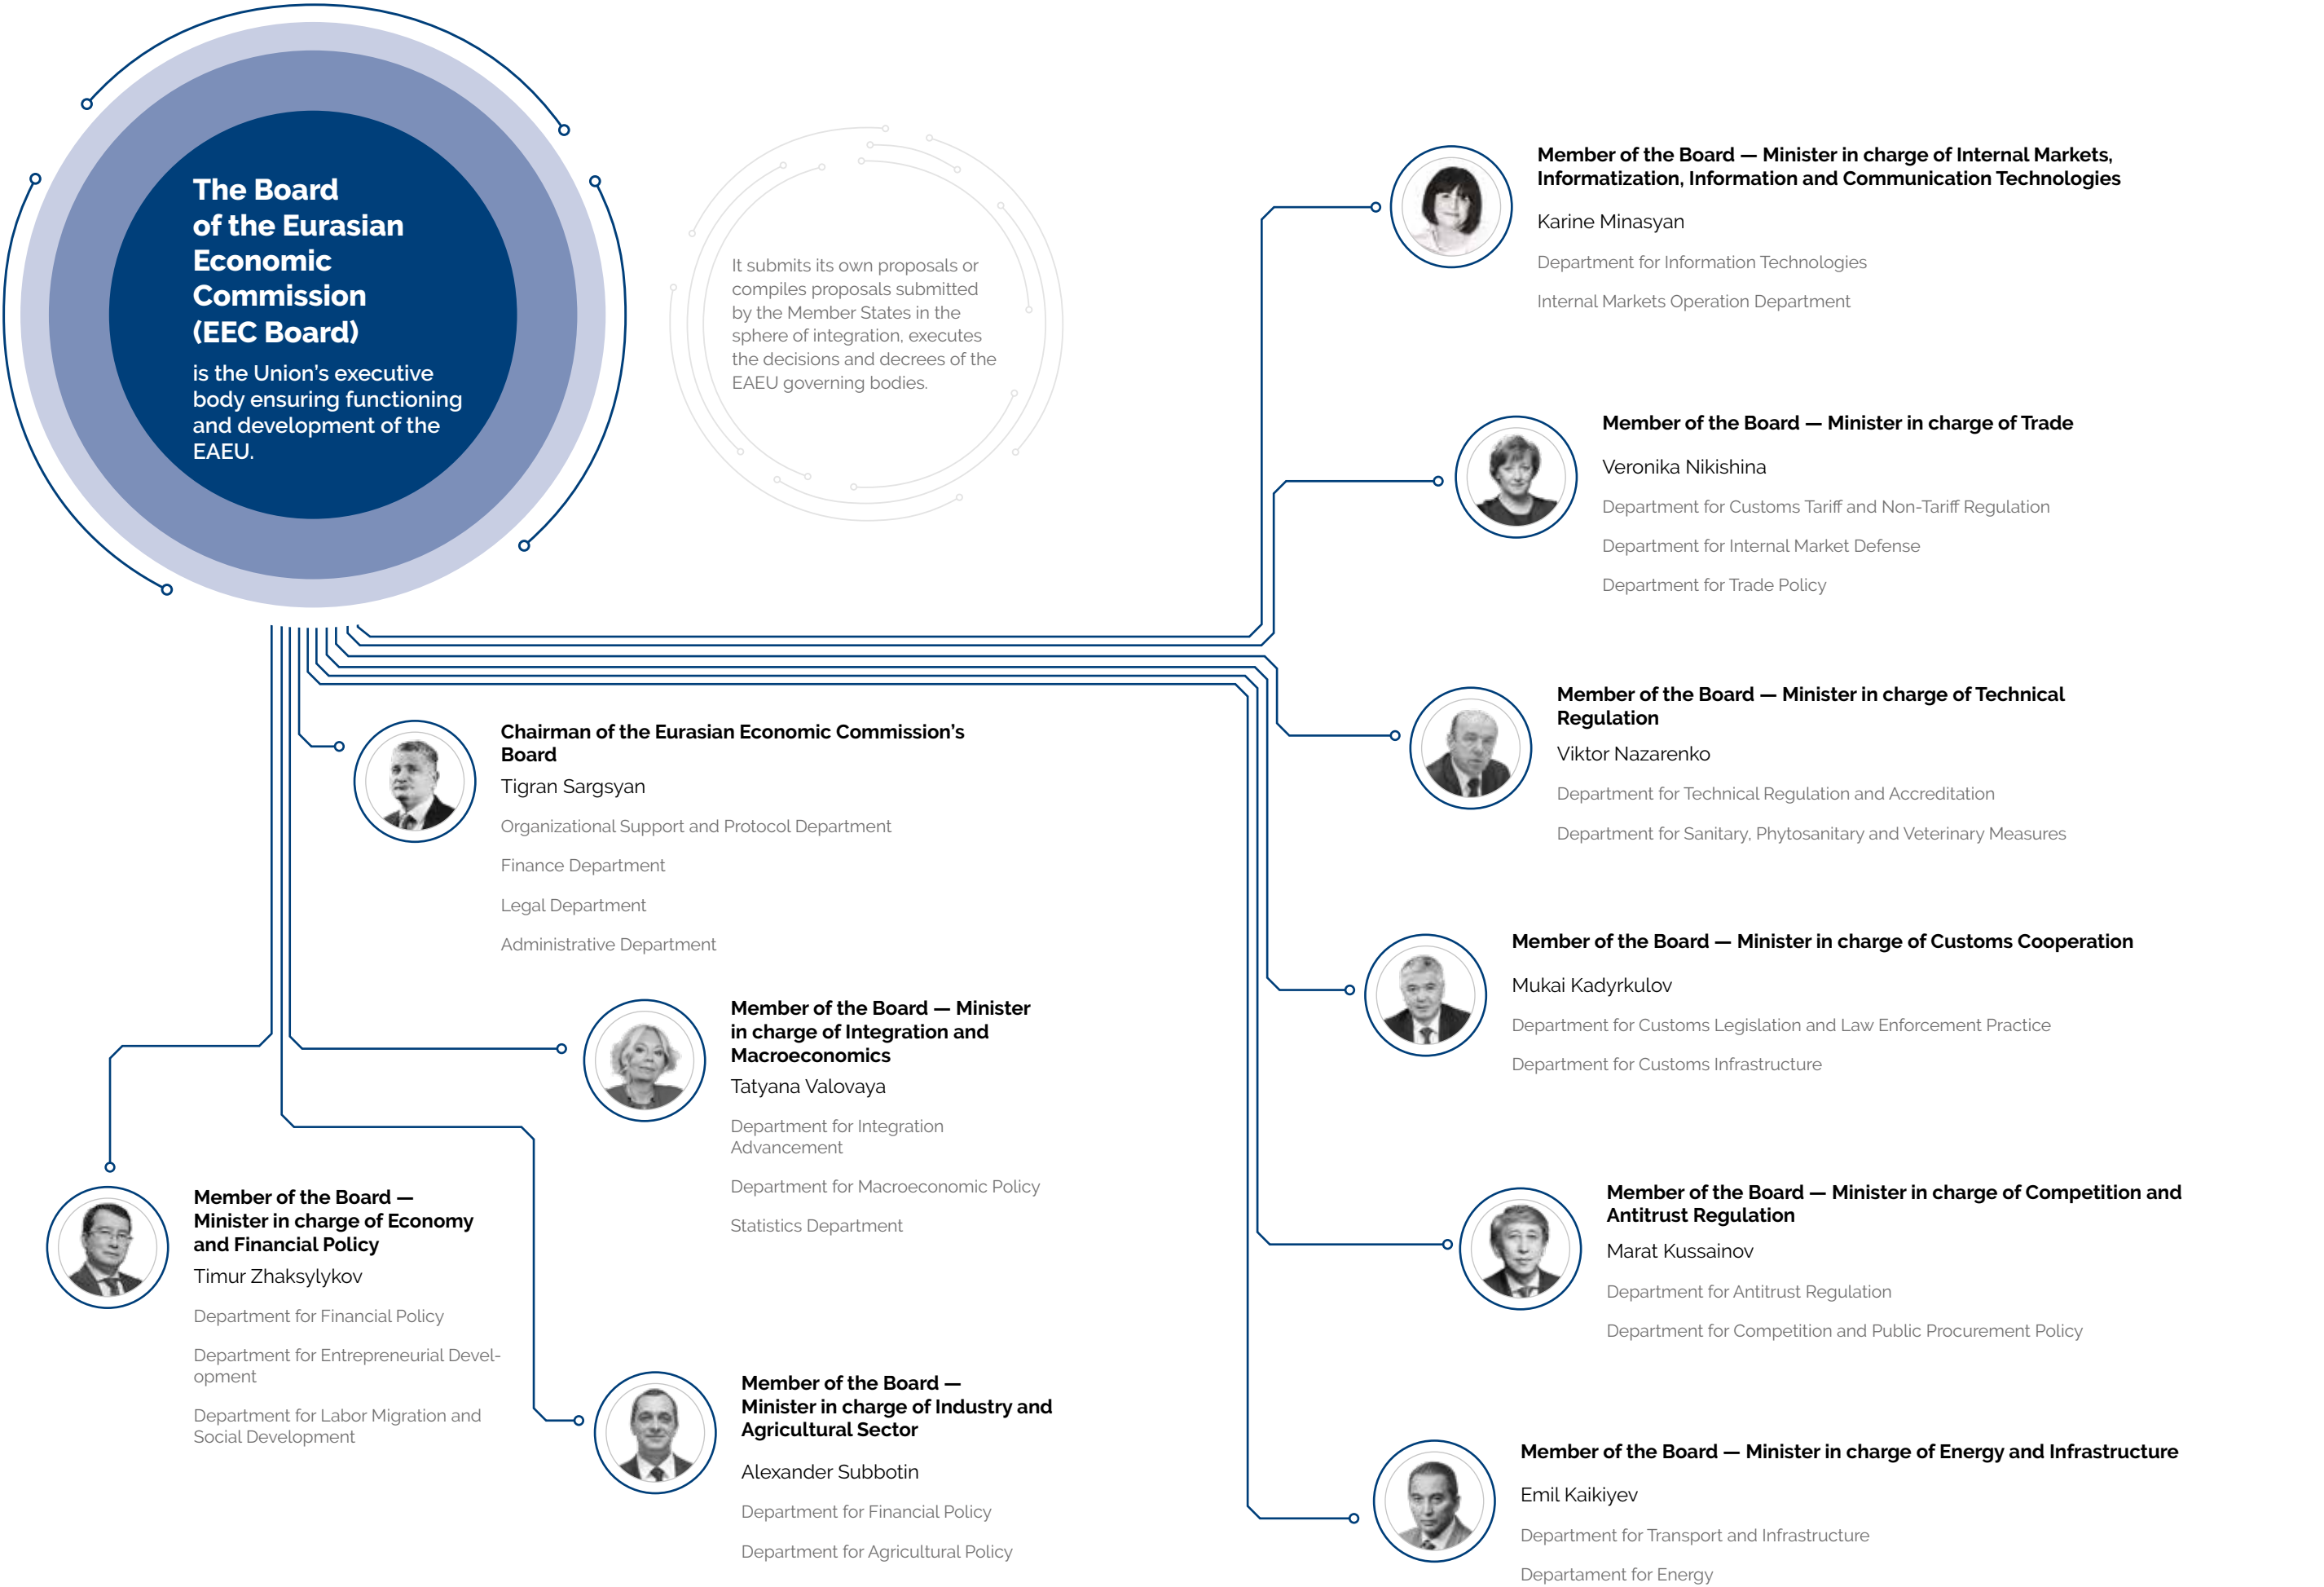 The Board
of the Eurasian
Economic
Commission
(EEC Board)
is the Union's executive
body ensuring functioning
and development of the
EAEU.
It submits its own proposals or
compiles proposals submitted
by the Member States in the
sphere of integration, executes
the decisions and decrees of the
EAEU governing bodies.
Member of the Board — Minister in charge of Internal Markets,
Informatization, Information and Communication Technologies
Karine Minasyan
Department for Information Technologies
Internal Markets Operation Department
Member of the Board — Minister in charge of Trade
Veronika Nikishina
Department for Customs Tariff and Non-Tariff Regulation
Department for Internal Market Defense
Department for Trade Policy
Member of the Board — Minister in charge of Technical
Regulation
Viktor Nazarenko
Department for Technical Regulation and Accreditation
Department for Sanitary, Phytosanitary and Veterinary Measures
Member of the Board — Minister in charge of Customs Cooperation
Mukai Kadyrkulov
Department for Customs Legislation and Law Enforcement Practice
Department for Customs Infrastructure
Member of the Board — Minister in charge of Competition and
Antitrust Regulation
Marat Kussainov
Department for Antitrust Regulation
Department for Competition and Public Procurement Policy
Member of the Board — Minister in charge of Energy and Infrastructure
Emil Kaikiyev
Department for Transport and Infrastructure
Departament for Energy
Chairman of the Eurasian Economic Commission's
Board
Tigran Sargsyan
Organizational Support and Protocol Department
Finance Department
Legal Department
Administrative Department
Member of the Board — Minister
in charge of Integration and
Macroeconomics
Tatyana Valovaya
Department for Integration
Advancement
Department for Macroeconomic Policy
Statistics Department
Member of the Board —
Minister in charge of Economy
and Financial Policy
Timur Zhaksylykov
Department for Financial Policy
Department for Entrepreneurial Devel-
opment
Department for Labor Migration and
Social Development
Member of the Board —
Minister in charge of Industry and
Agricultural Sector
Alexander Subbotin
Department for Financial Policy
Department for Agricultural Policy